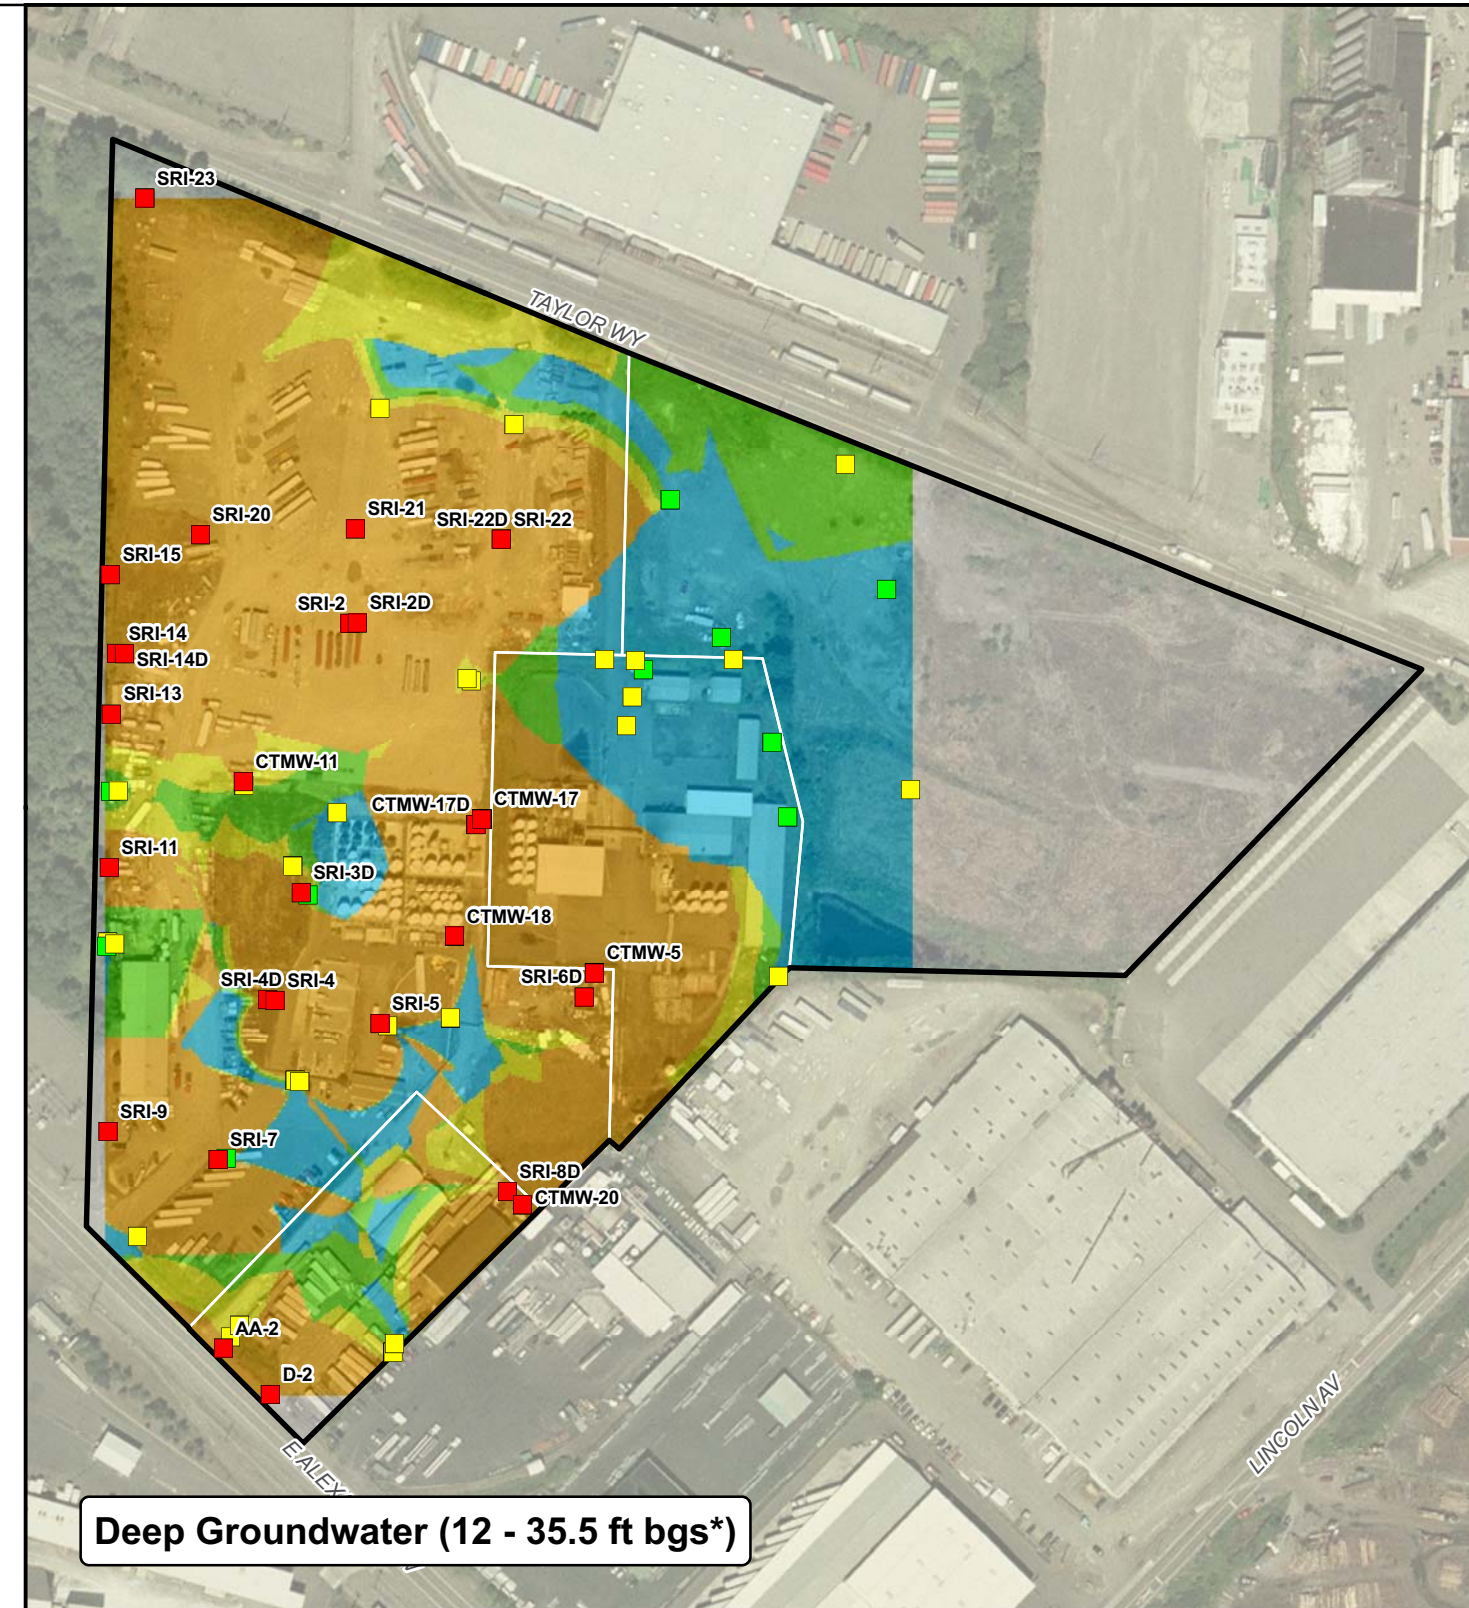 SRI-23
TAYLOR WY
SRI-20
SRI-21
SRI-22D SRI-22
SRI-15
SRI-2
SRI-2D
SRI-14
SRI-14D
SRI-13
CTMW-11
CTMW-17D
CTMW-17
SRI-11
SRI-3D
CTMW-18
CTMW-5
SRI-6D
SRI-4D SRI-4
SRI-5
SRI-9
SRI-7
SRI-8D
CTMW-20
AA-2
D-2
LINCOLN AV
E ALEX
Deep Groundwater (12 - 35.5 ft bgs*)